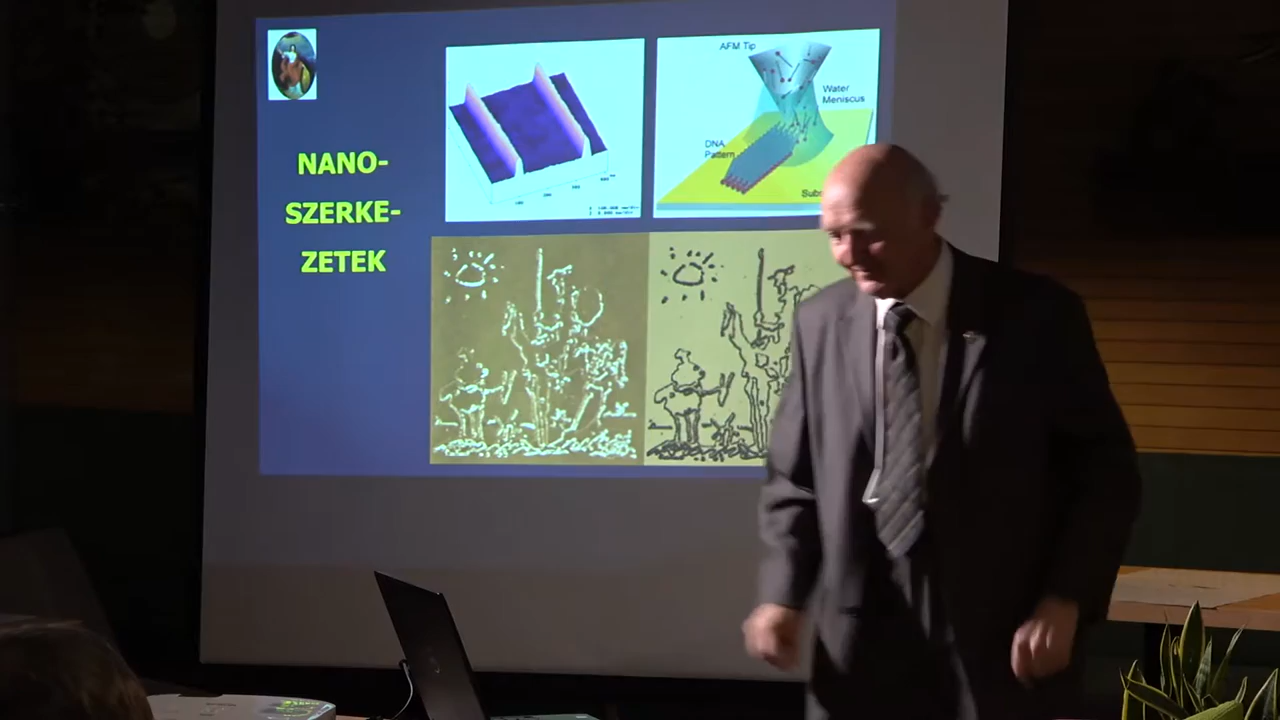 NANO-
SZERKE-
ZETEK
AFM Tip
Water
Meniscus
DNA
Pattern